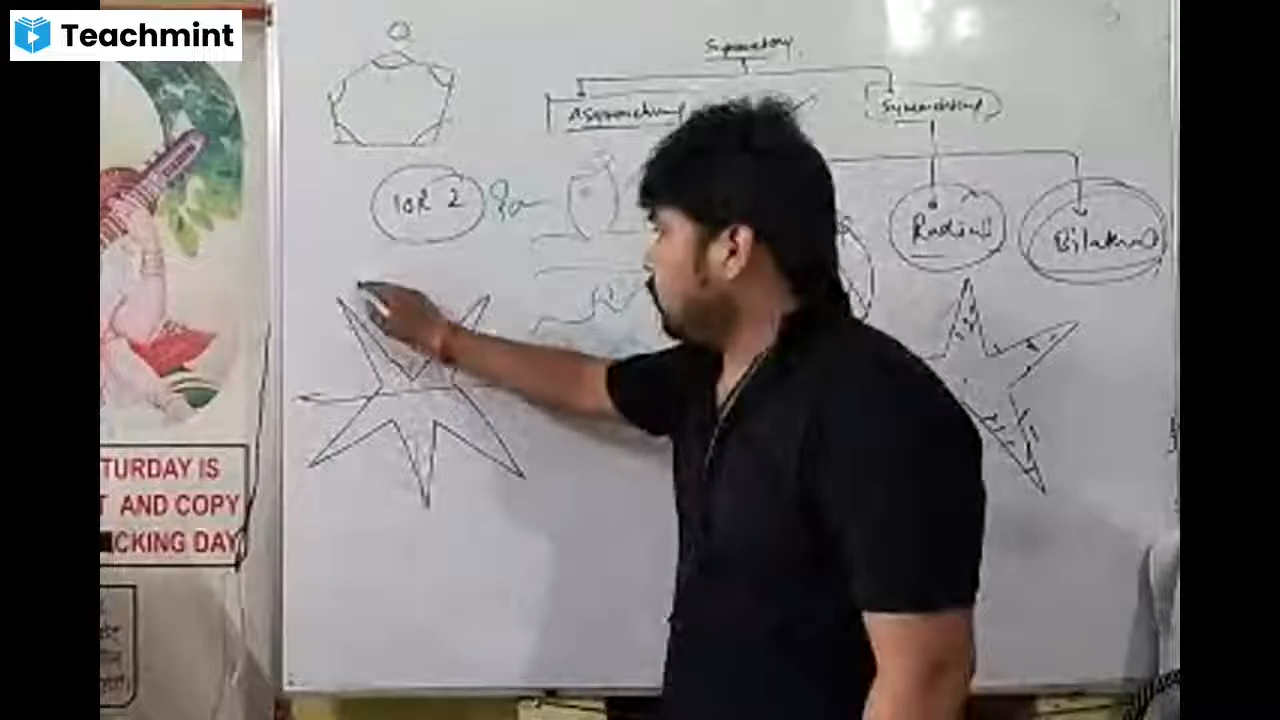 Teachmint
Symmetry
Asymmetry
Symmetry
1 OR 2
Radial
Bilateral
TURDAY IS
T AND COPY
CKING DAY